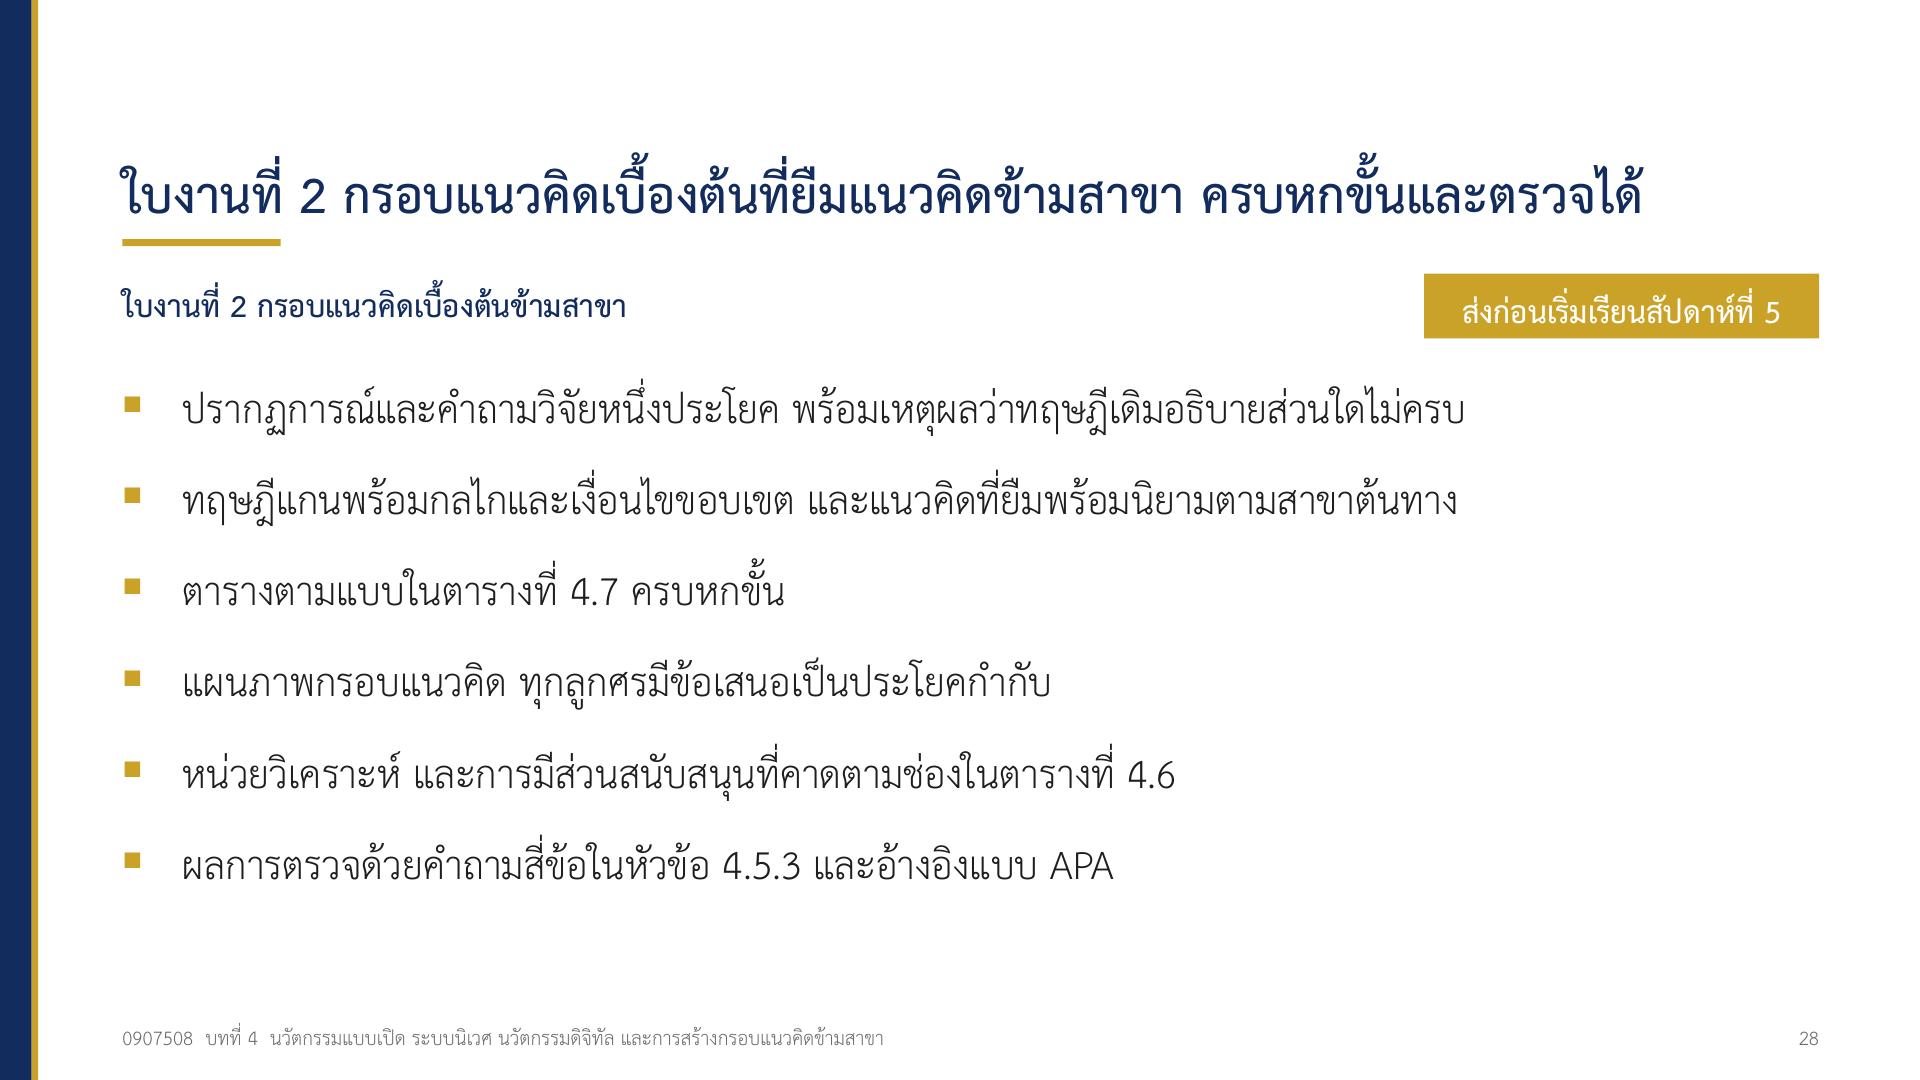 ใบงานที่ 2 กรอบแนวคิดเบื้องต้นที่ยืมแนวคิดข้ามสาขา ครบหกขั้นและตรวจได้
ใบงานที่ 2 กรอบแนวคิดเบื้องต้นข้ามสาขา
ส่งก่อนเริ่มเรียนสัปดาห์ที่ 5
ปรากฏการณ์และคำถามวิจัยหนึ่งประโยค พร้อมเหตุผลว่าทฤษฎีเดิมอธิบายส่วนใดไม่ครบ
ทฤษฎีแกนพร้อมกลไกและเงื่อนไขขอบเขต และแนวคิดที่ยืมพร้อมนิยามตามสาขาต้นทาง
ตารางตามแบบในตารางที่ 4.7 ครบหกขั้น
แผนภาพกรอบแนวคิด ทุกลูกศรมีข้อเสนอเป็นประโยคกำกับ
หน่วยวิเคราะห์ และการมีส่วนสนับสนุนที่คาดตามช่องในตารางที่ 4.6
ผลการตรวจด้วยคำถามสี่ข้อในหัวข้อ 4.5.3 และอ้างอิงแบบ APA
0907508 บทที่ 4 นวัตกรรมแบบเปิด ระบบนิเวศ นวัตกรรมดิจิทัล และการสร้างกรอบแนวคิดข้ามสาขา
28